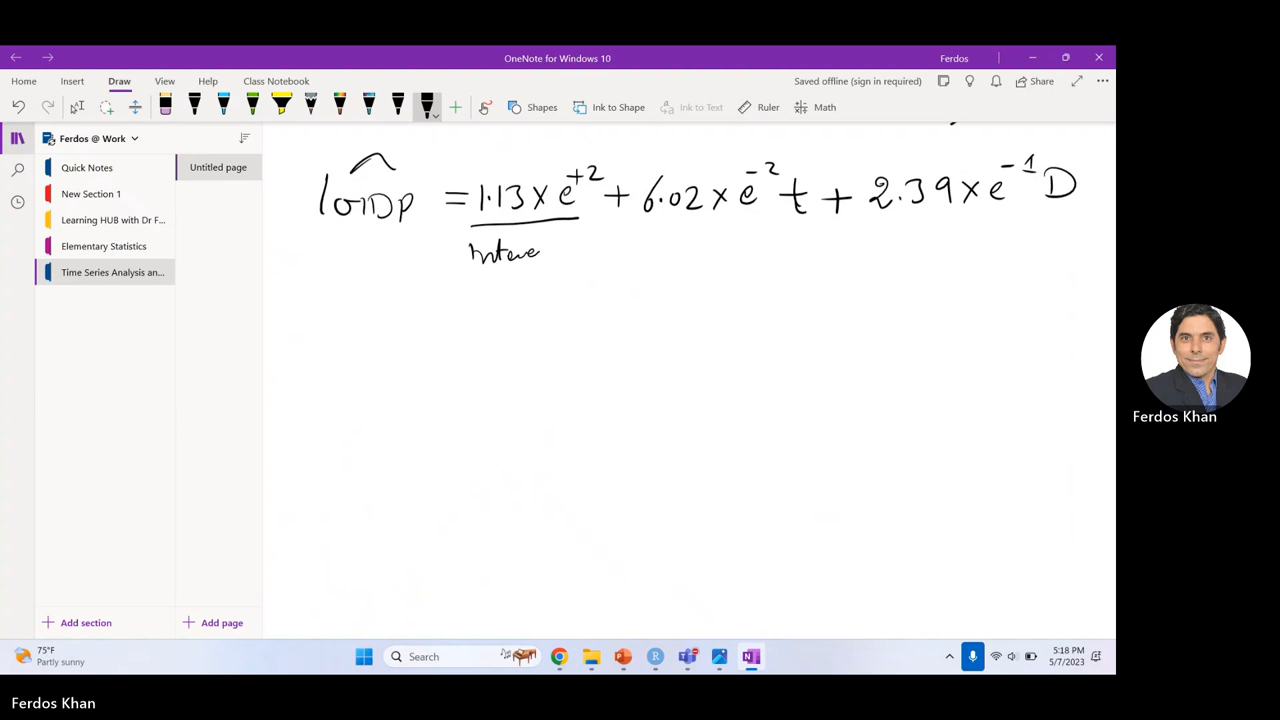 OneNote for Windows 10
Ferdos
Home Insert Draw View Help Class Notebook
Saved offline (sign in required)
Share
Shapes
Ink to Shape
Ink to Text
Ruler
Math
Ferdos @ Work
Quick Notes
New Section 1
Learning HUB with Dr F...
Elementary Statistics
Time Series Analysis an...
Untitled page
= 1.13 x e^+2 + 6.02 x e^-2 t + 2.39 x e^-1 D
Ferdos Khan
Add section
Add page
75°F
Partly sunny
Search
5:18 PM
5/7/2023
Ferdos Khan